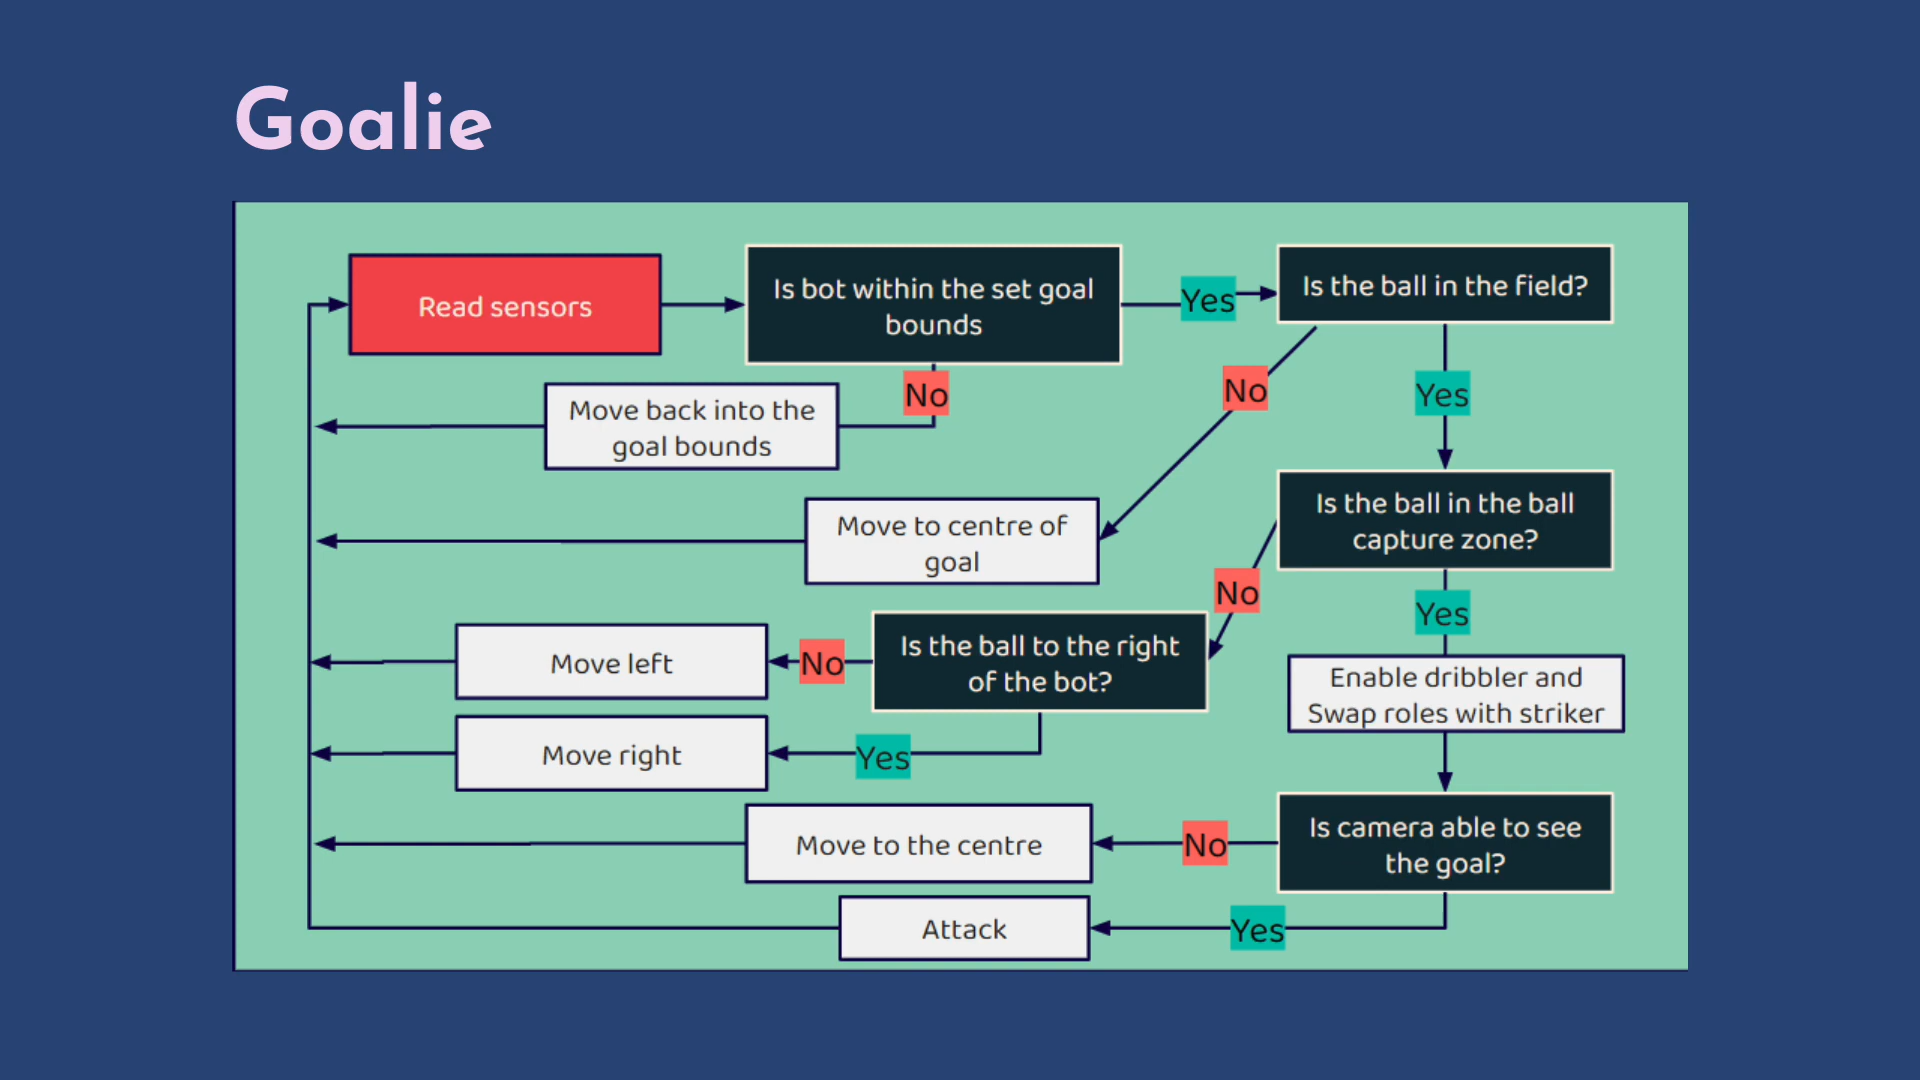 Goalie
Read sensors
Is bot within the set goal
bounds
Yes
Is the ball in the field?
No
Move back into the
goal bounds
No
Yes
Move to centre of
goal
Is the ball in the ball
capture zone?
No
Yes
Is the ball to the right
of the bot?
No
Move left
Yes
Move right
Enable dribbler and
Swap roles with striker
Is camera able to see
the goal?
No
Move to the centre
Yes
Attack